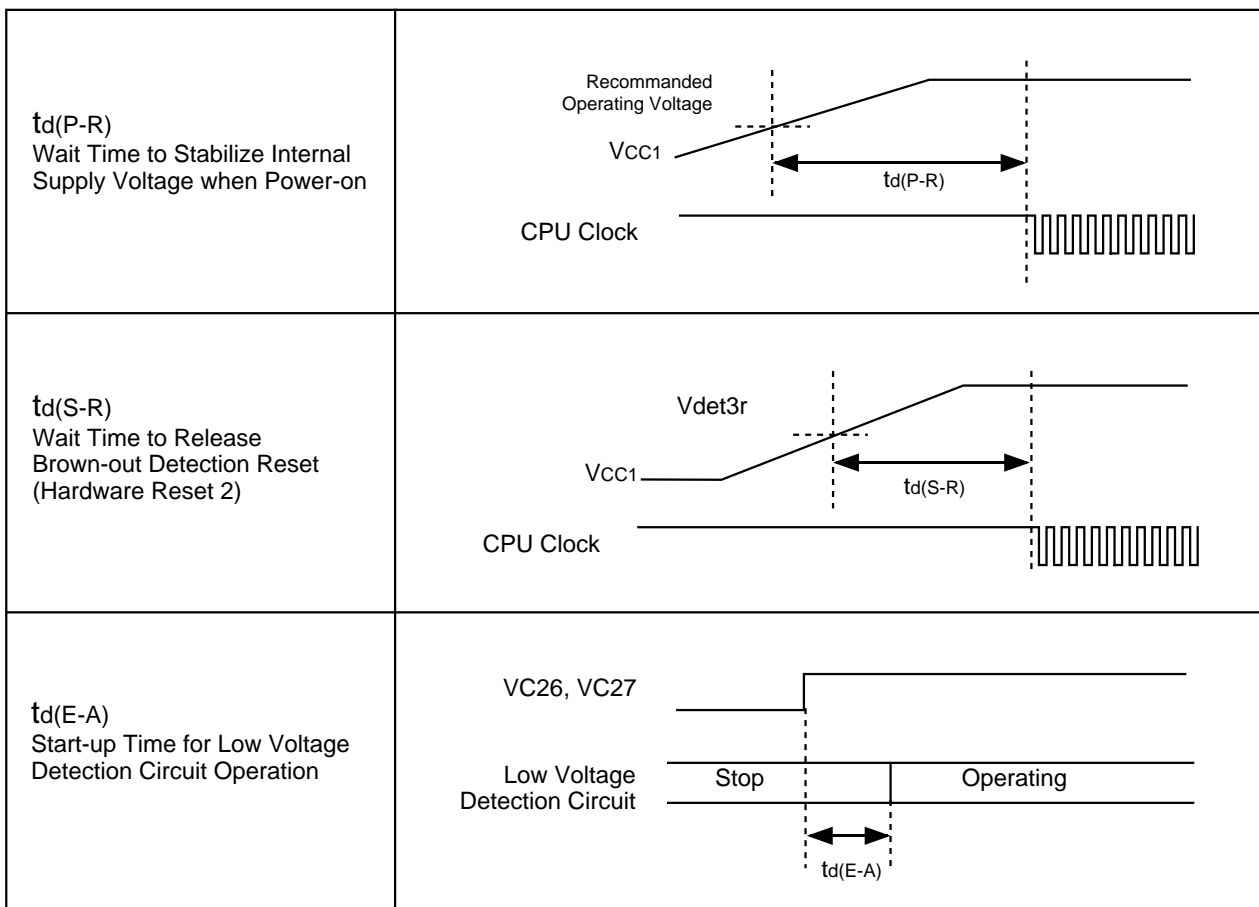 td(P-R)
Wait Time to Stabilize Internal
Supply Voltage when Power-on
Recommanded
Operating Voltage
VCC1
td(P-R)
CPU Clock
td(S-R)
Wait Time to Release
Brown-out Detection Reset
(Hardware Reset 2)
Vdet3r
VCC1
td(S-R)
CPU Clock
td(E-A)
Start-up Time for Low Voltage
Detection Circuit Operation
VC26, VC27
Low Voltage
Detection Circuit
Stop
Operating
td(E-A)